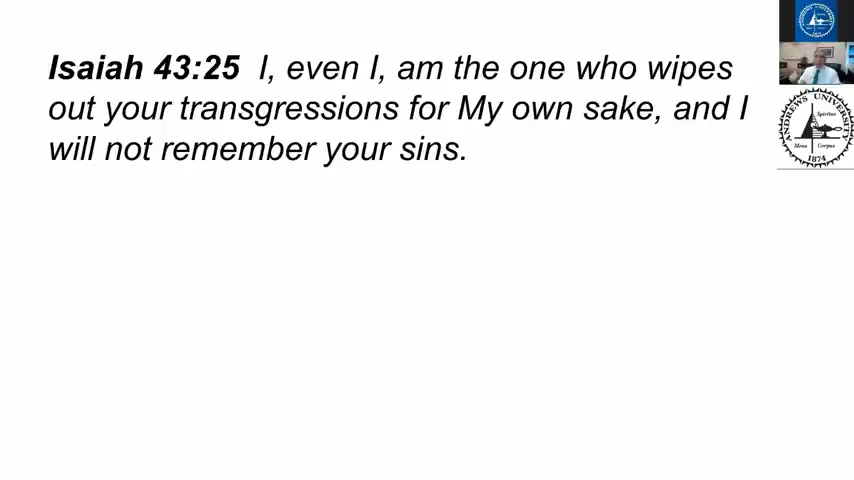 Isaiah 43:25 I, even I, am the one who wipes
out your transgressions for My own sake, and I
will not remember your sins.
ANDREWS UNIVERSITY
Spiritus
Mens Corpus
1874